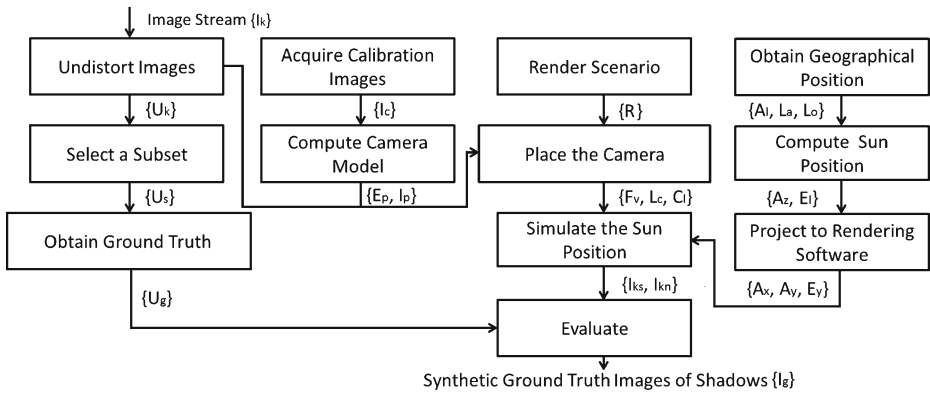 Image Stream {Ik}
Undistort Images
{Uk}
Select a Subset
{Us}
Obtain Ground Truth
{Ug}
Acquire Calibration
Images
{Ic}
Compute Camera
Model
{Ep, Ip}
Render Scenario
{R}
Place the Camera
{Fv, Lc, Cl}
Simulate the Sun
Position
{Iks, Ikn}
Evaluate
Synthetic Ground Truth Images of Shadows {Ig}
Obtain Geographical
Position
{Al, La, Lo}
Compute Sun
Position
{Az, El}
Project to Rendering
Software
{Ax, Ay, Ey}